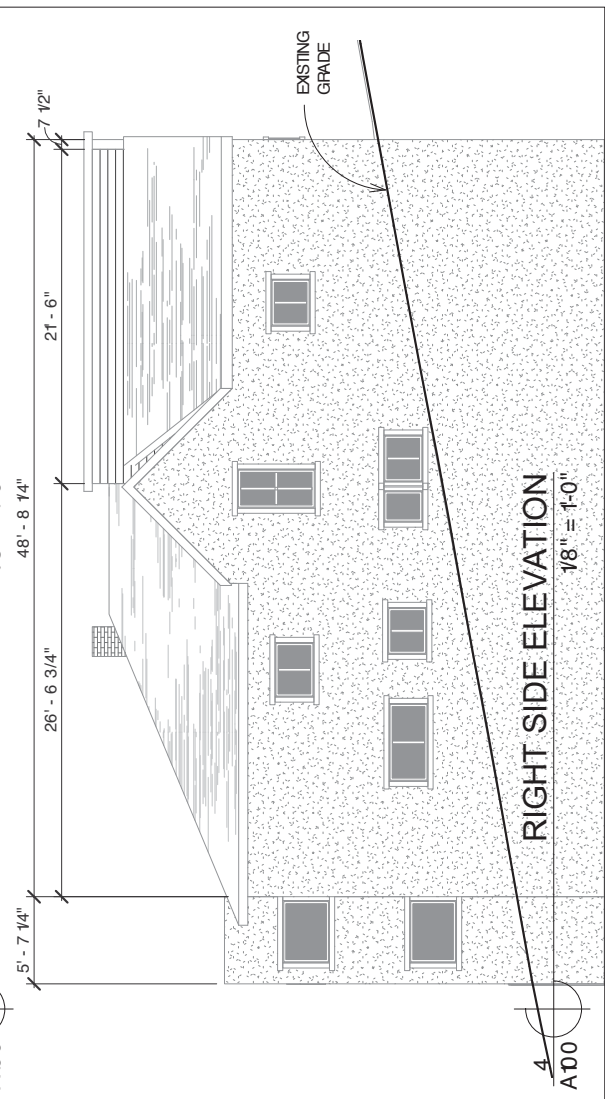 5' - 7 1/4"
48' - 8 1/4"
26' - 6 3/4"
21' - 6"
7 1/2"
EXISTING
GRADE
RIGHT SIDE ELEVATION
1/8" = 1'-0"
4
A100